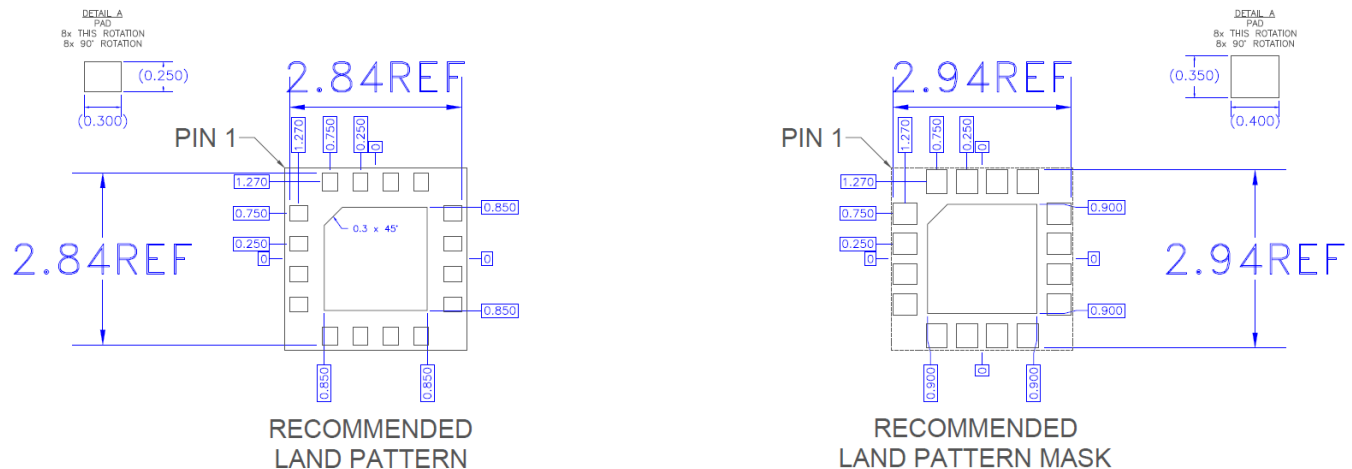 DETAIL A
PAD
8x THIS ROTATION
8x 90° ROTATION
(0.250)
(0.300)
2.84REF
PIN 1
1.270
0.750
0.250
0
1.270
0.750
0.250
0
0.850
0
0.850
0.3 x 45°
2.84REF
0.850
0.850
RECOMMENDED
LAND PATTERN
DETAIL A
PAD
8x THIS ROTATION
8x 90° ROTATION
(0.350)
(0.400)
2.94REF
PIN 1
1.270
0.750
0.250
0
1.270
0.750
0.250
0
0.900
0
0.900
2.94REF
0.900
0
0.900
RECOMMENDED
LAND PATTERN MASK